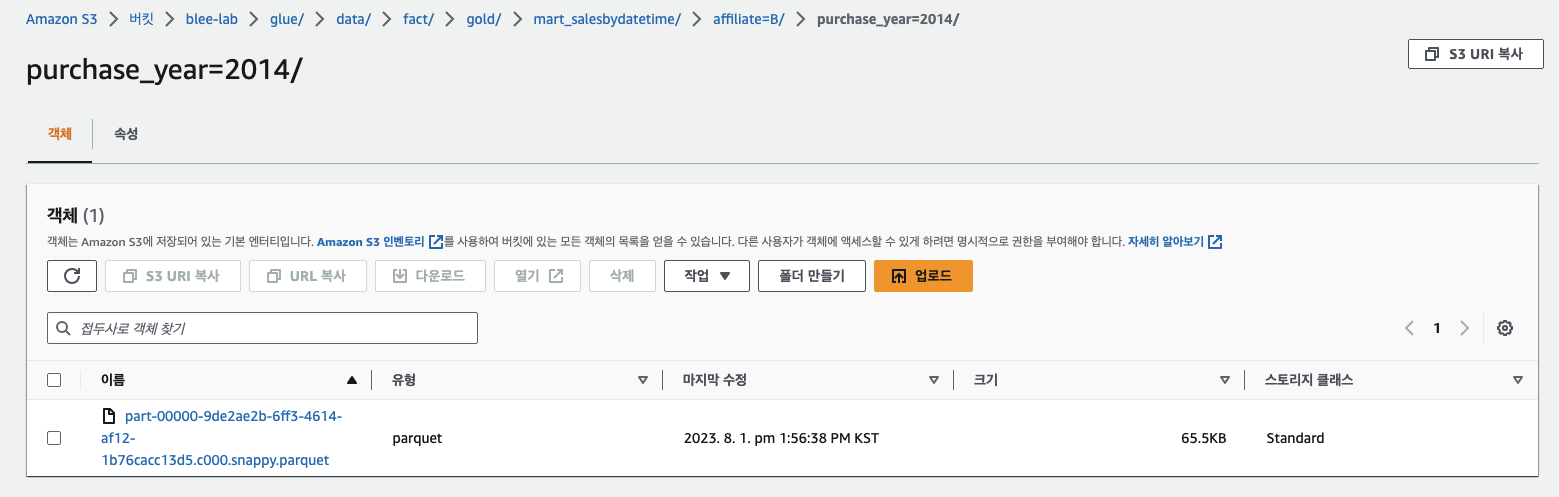 Amazon S3 > 버킷 > blee-lab > glue/ > data/ > fact/ > gold/ > mart_salesbydatetime/ > affiliate=B/ > purchase_year=2014/
purchase_year=2014/
S3 URI 복사
객체 속성
객체 (1)
객체는 Amazon S3에 저장되어 있는 기본 엔터티입니다. Amazon S3 인벤토리를 사용하여 버킷에 있는 모든 객체의 목록을 얻을 수 있습니다. 다른 사용자가 객체에 액세스할 수 있게 하려면 명시적으로 권한을 부여해야 합니다. 자세히 알아보기
S3 URI 복사 URL 복사 다운로드 열기 삭제 작업 폴더 만들기 업로드
접두사로 객체 찾기
1
이름 유형 마지막 수정 크기 스토리지 클래스
part-00000-9de2ae2b-6ff3-4614-
af12-
1b76cacc13d5.c000.snappy.parquet
parquet 2023. 8. 1. pm 1:56:38 PM KST 65.5KB Standard